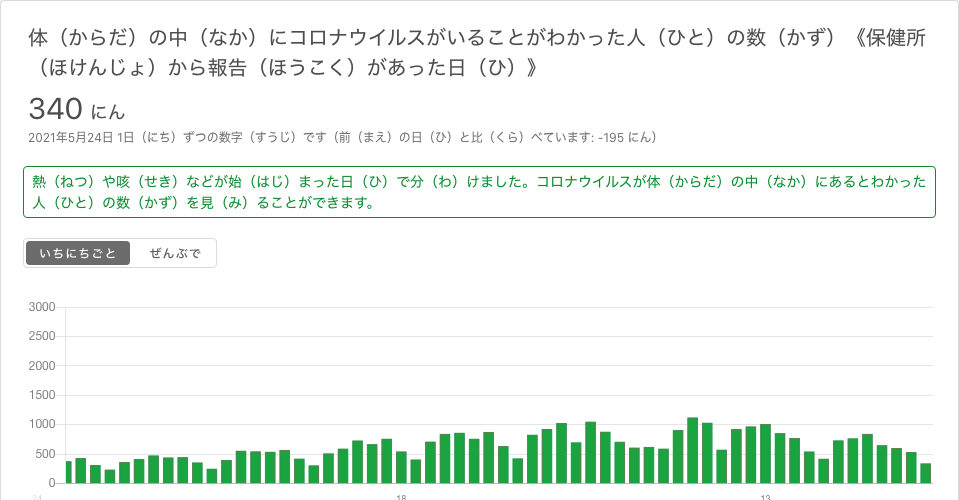 体（からだ）の中（なか）にコロナウイルスがいることがわかった人（ひと）の数（かず）《保健所
（ほけんじょ）から報告（ほうこく）があった日（ひ）》
340 にん
2021年5月24日 1日（にち）ずつの数字（すうじ）です（前（まえ）の日（ひ）と比（くら）べています: -195 にん）
熱（ねつ）や咳（せき）などが始（はじ）まった日（ひ）で分（わ）けました。コロナウイルスが体（からだ）の中（なか）にあるとわかった
人（ひと）の数（かず）を見（み）ることができます。
いちにちごと ぜんぶで
3000
2500
2000
1500
1000
500
0
24 18 13